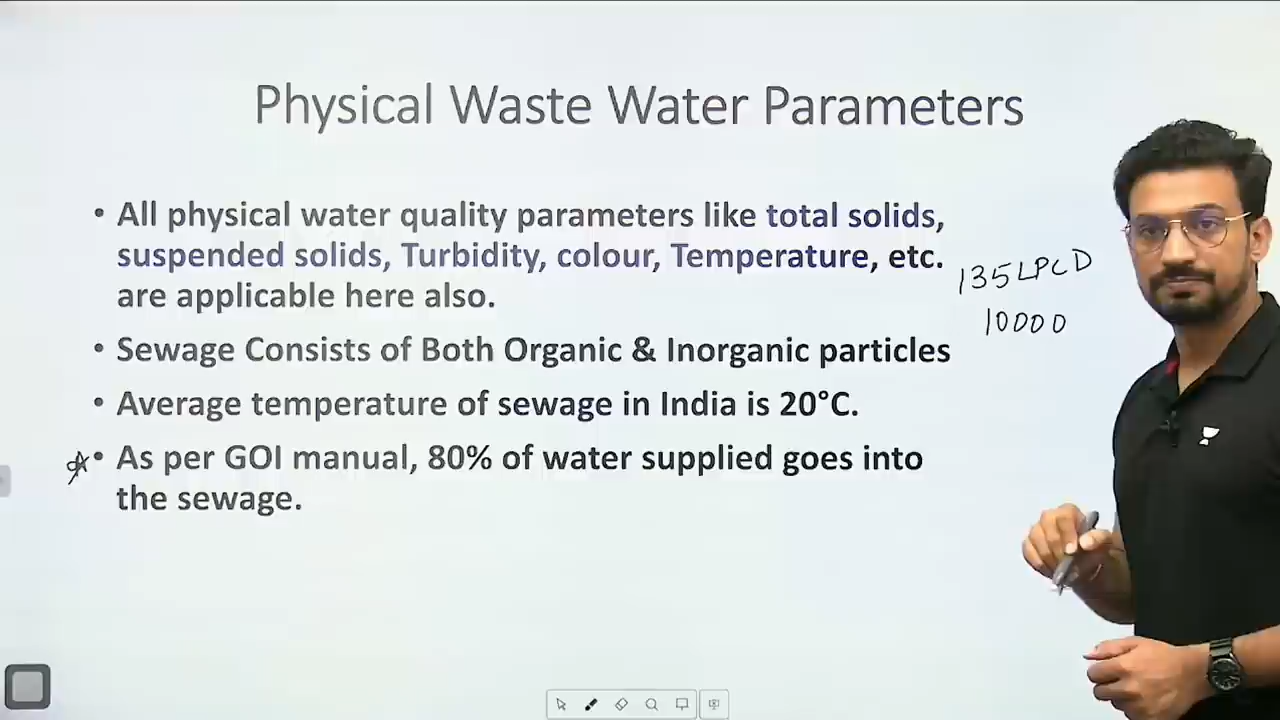 Physical Waste Water Parameters
• All physical water quality parameters like total solids,
suspended solids, Turbidity, colour, Temperature, etc.
are applicable here also.
135LPCD
10000
• Sewage Consists of Both Organic & Inorganic particles
• Average temperature of sewage in India is 20°C.
• As per GOI manual, 80% of water supplied goes into
the sewage.